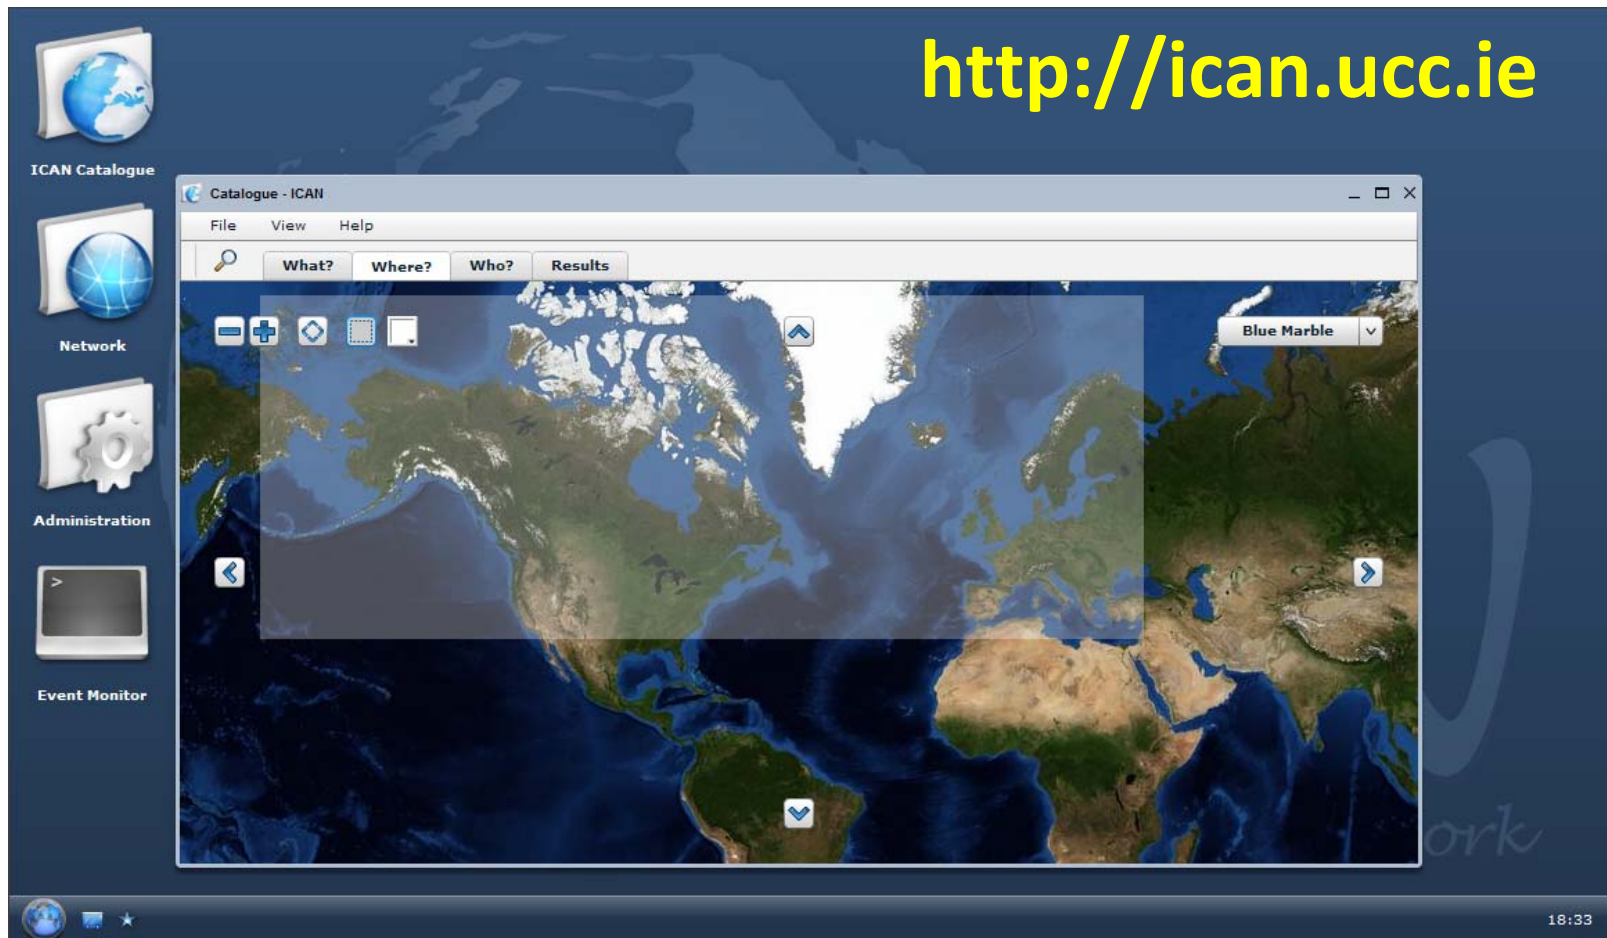 http://ican.ucc.ie
ICAN Catalogue
Network
Administration
>
Event Monitor
Catalogue - ICAN
File View Help
What? Where? Who? Results
Blue Marble
ork
18:33